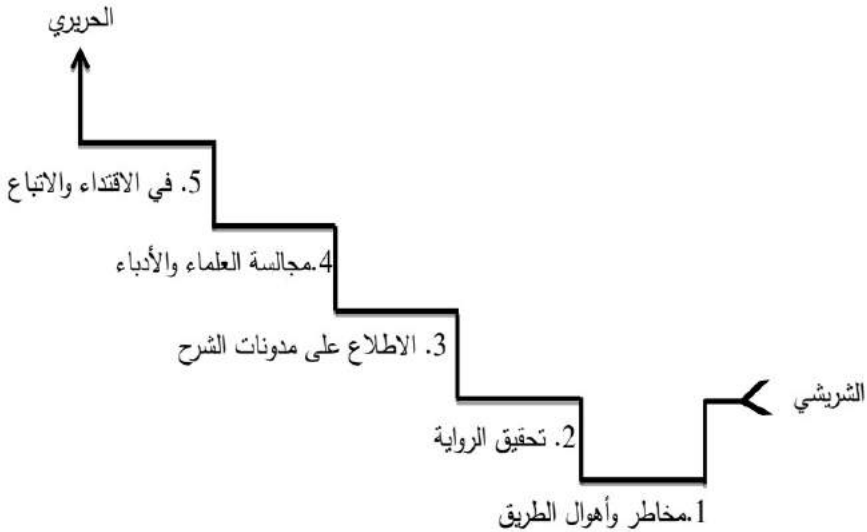 الحريري
5. في الاقتداء والاتباع
4.مجالسة العلماء والأدباء
3. الاطلاع على مدونات الشرح
الشريشي
2. تحقيق الرواية
1.مخاطر وأهوال الطريق